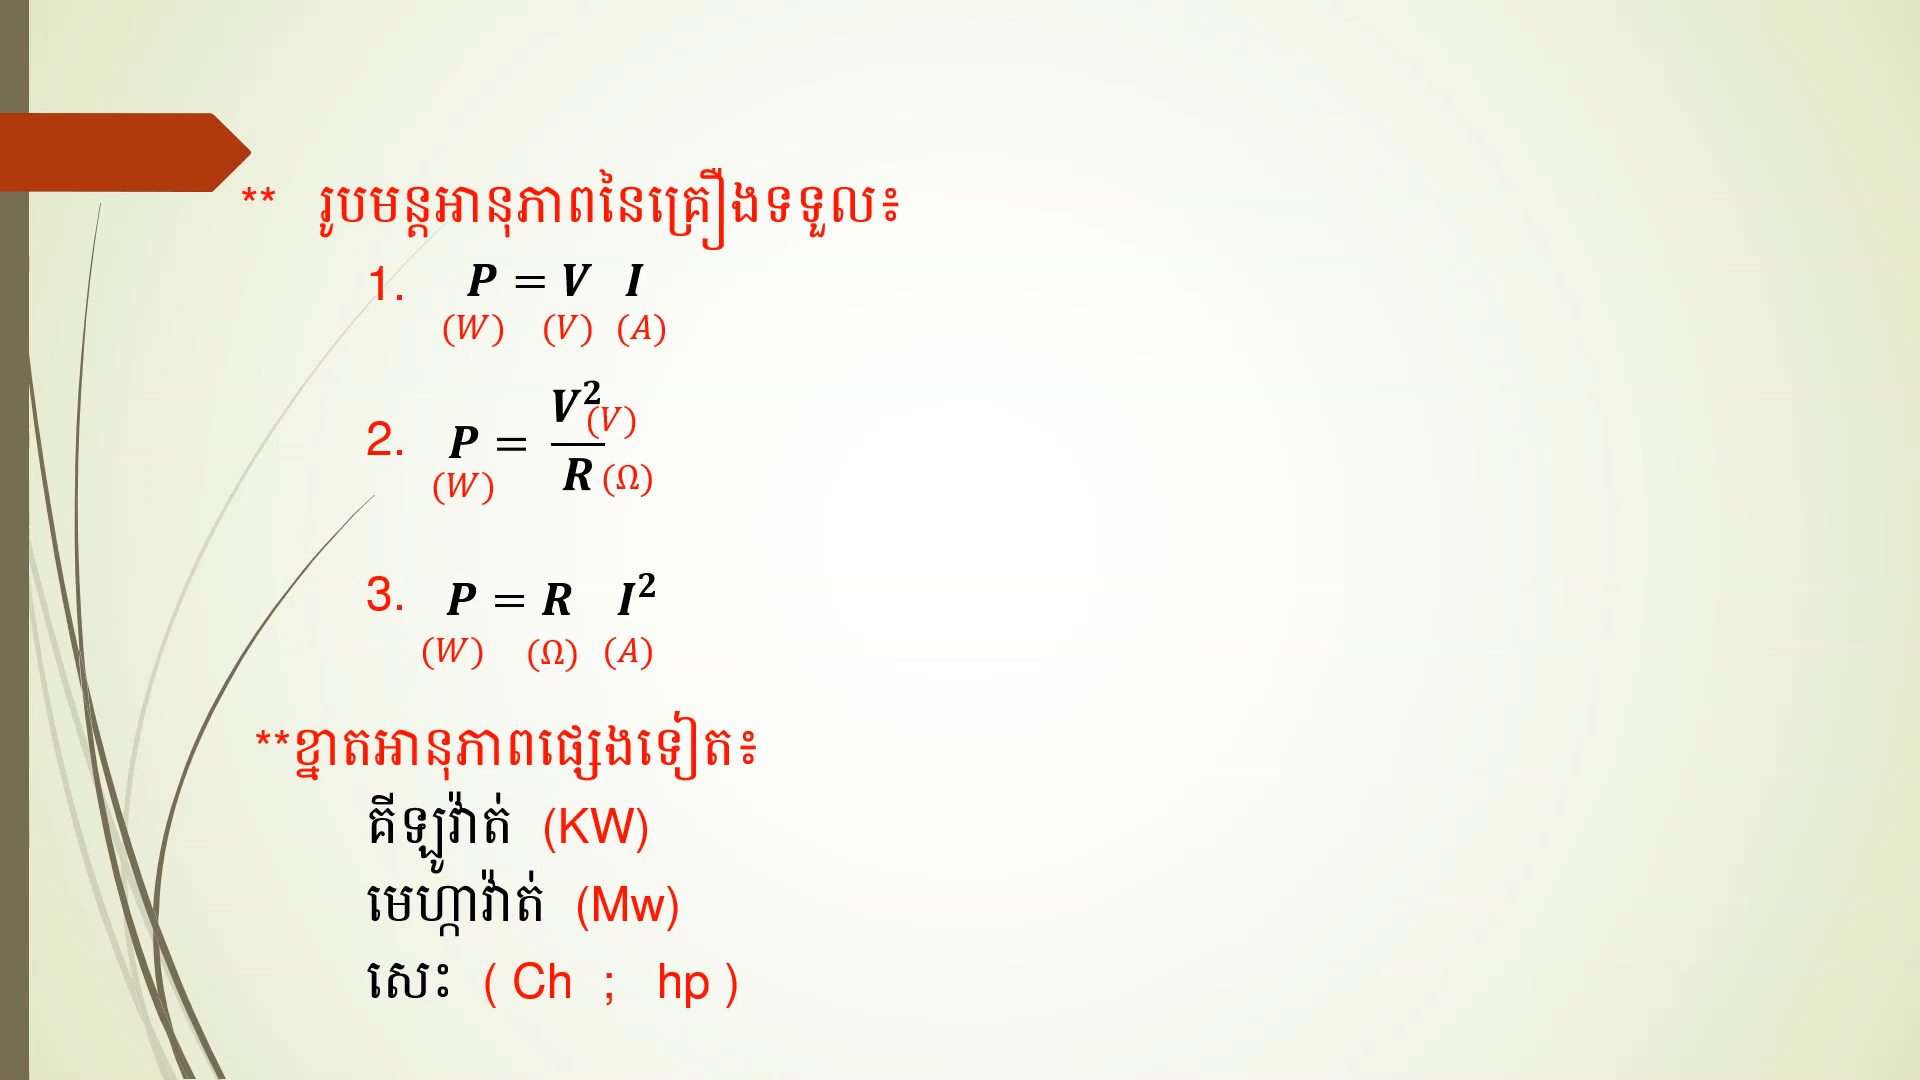 ** រូបមន្តអានុភាពនៃគ្រឿងទទួល៖
1. P = V I
(W) (V) (A)
V²(V)
2. P =
(W) R (Ω)
3. P = R I²
(W) (Ω) (A)
**ខ្នាតអានុភាពផ្សេងទៀត៖
គីឡូវ៉ាត់ (KW)
មេហ្កាវ៉ាត់ (Mw)
សេះ ( Ch ; hp )